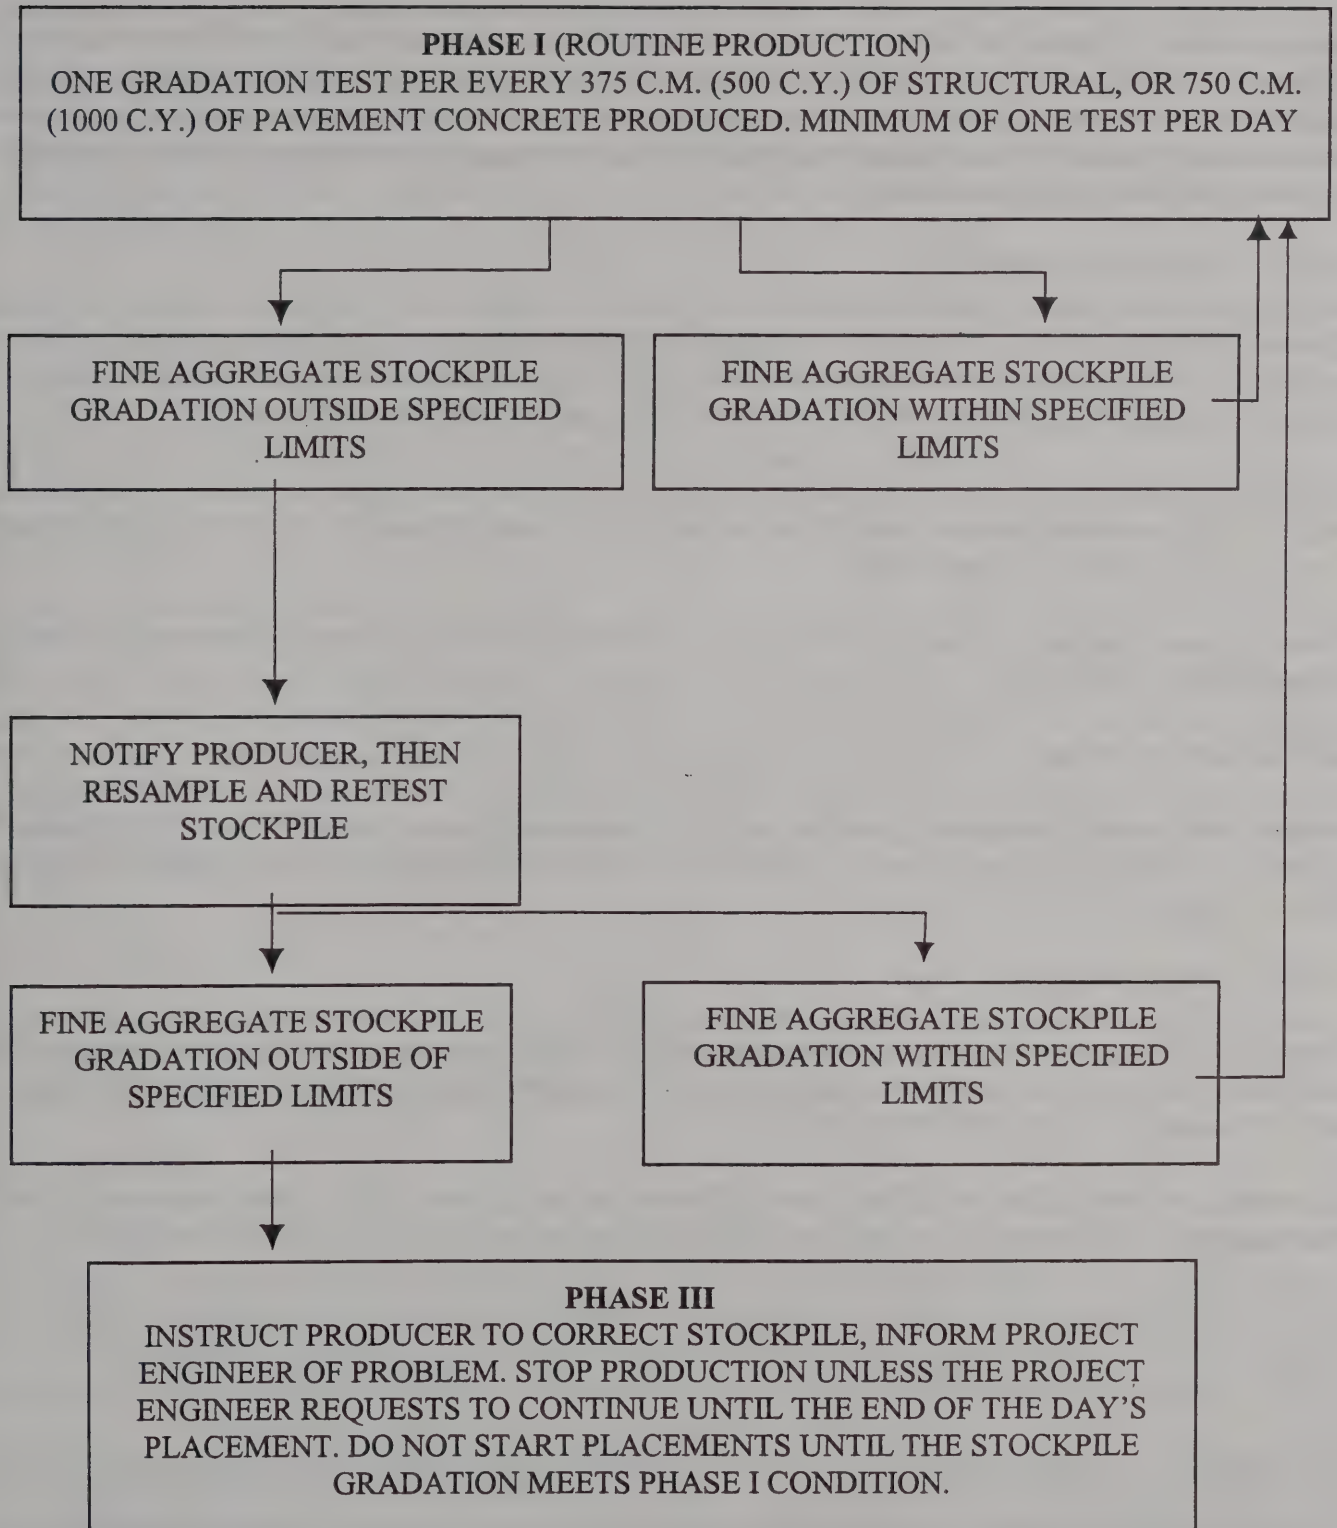 PHASE I (ROUTINE PRODUCTION)
ONE GRADATION TEST PER EVERY 375 C.M. (500 C.Y.) OF STRUCTURAL, OR 750 C.M.
(1000 C.Y.) OF PAVEMENT CONCRETE PRODUCED. MINIMUM OF ONE TEST PER DAY
FINE AGGREGATE STOCKPILE
GRADATION OUTSIDE SPECIFIED
LIMITS
FINE AGGREGATE STOCKPILE
GRADATION WITHIN SPECIFIED
LIMITS
NOTIFY PRODUCER, THEN
RESAMPLE AND RETEST
STOCKPILE
FINE AGGREGATE STOCKPILE
GRADATION OUTSIDE OF
SPECIFIED LIMITS
FINE AGGREGATE STOCKPILE
GRADATION WITHIN SPECIFIED
LIMITS
PHASE III
INSTRUCT PRODUCER TO CORRECT STOCKPILE, INFORM PROJECT
ENGINEER OF PROBLEM. STOP PRODUCTION UNLESS THE PROJECT
ENGINEER REQUESTS TO CONTINUE UNTIL THE END OF THE DAY'S
PLACEMENT. DO NOT START PLACEMENTS UNTIL THE STOCKPILE
GRADATION MEETS PHASE I CONDITION.